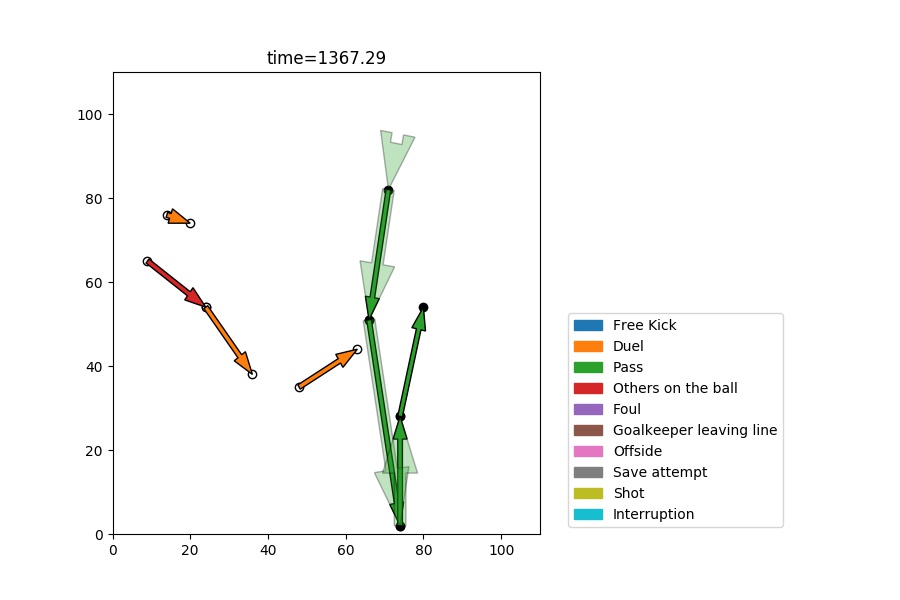 time=1367.29
100
80
60
40
20
0
0 20 40 60 80 100
Free Kick
Duel
Pass
Others on the ball
Foul
Goalkeeper leaving line
Offside
Save attempt
Shot
Interruption